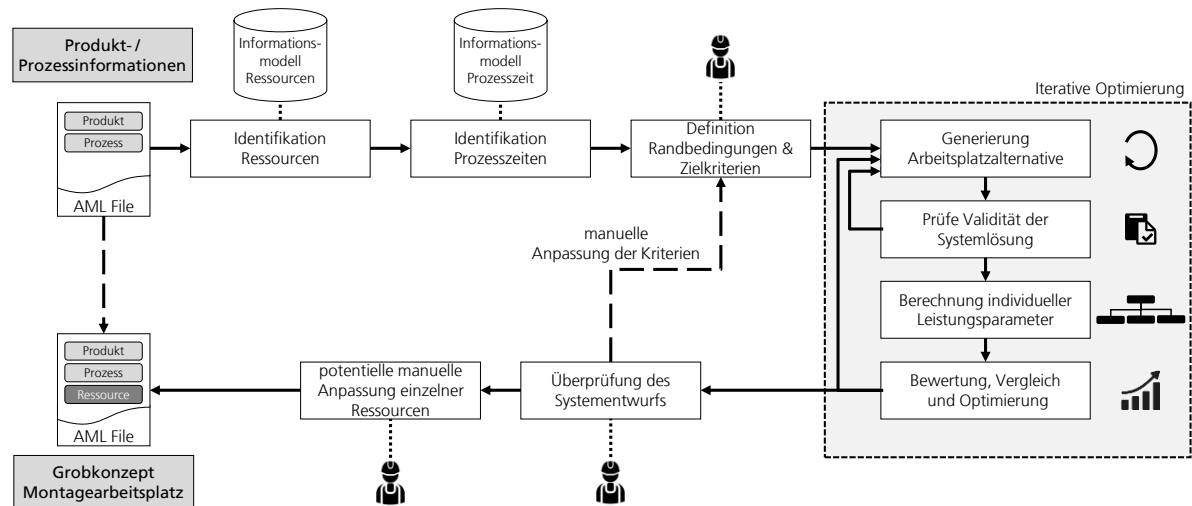 Produkt- /
Prozessinformationen
Informations-
modell
Ressourcen
Informations-
modell
Prozesszeit
Iterative Optimierung
Produkt
Prozess
AML File
Identifikation
Ressourcen
Identifikation
Prozesszeiten
Definition
Randbedingungen &
Zielkriterien
Generierung
Arbeitsplatzalternative
Prüfe Validität der
Systemlösung
manuelle
Anpassung der Kriterien
Berechnung individueller
Leistungsparameter
Bewertung, Vergleich
und Optimierung
Überprüfung des
Systementwurfs
potentielle manuelle
Anpassung einzelner
Ressourcen
Produkt
Prozess
Ressource
AML File
Grobkonzept
Montagearbeitsplatz